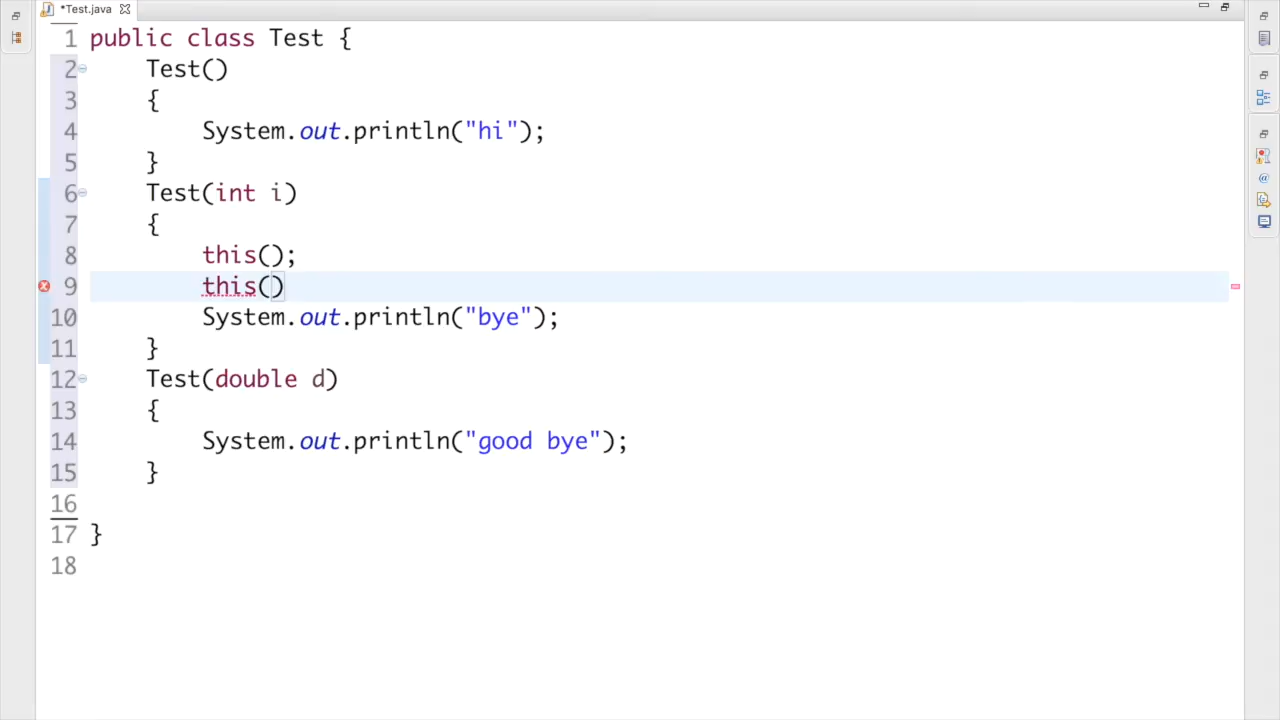 *Test.java
1 public class Test {
2 Test()
3 {
4 System.out.println("hi");
5 }
6 Test(int i)
7 {
8 this();
9 this()
10 System.out.println("bye");
11 }
12 Test(double d)
13 {
14 System.out.println("good bye");
15 }
16
17 }
18